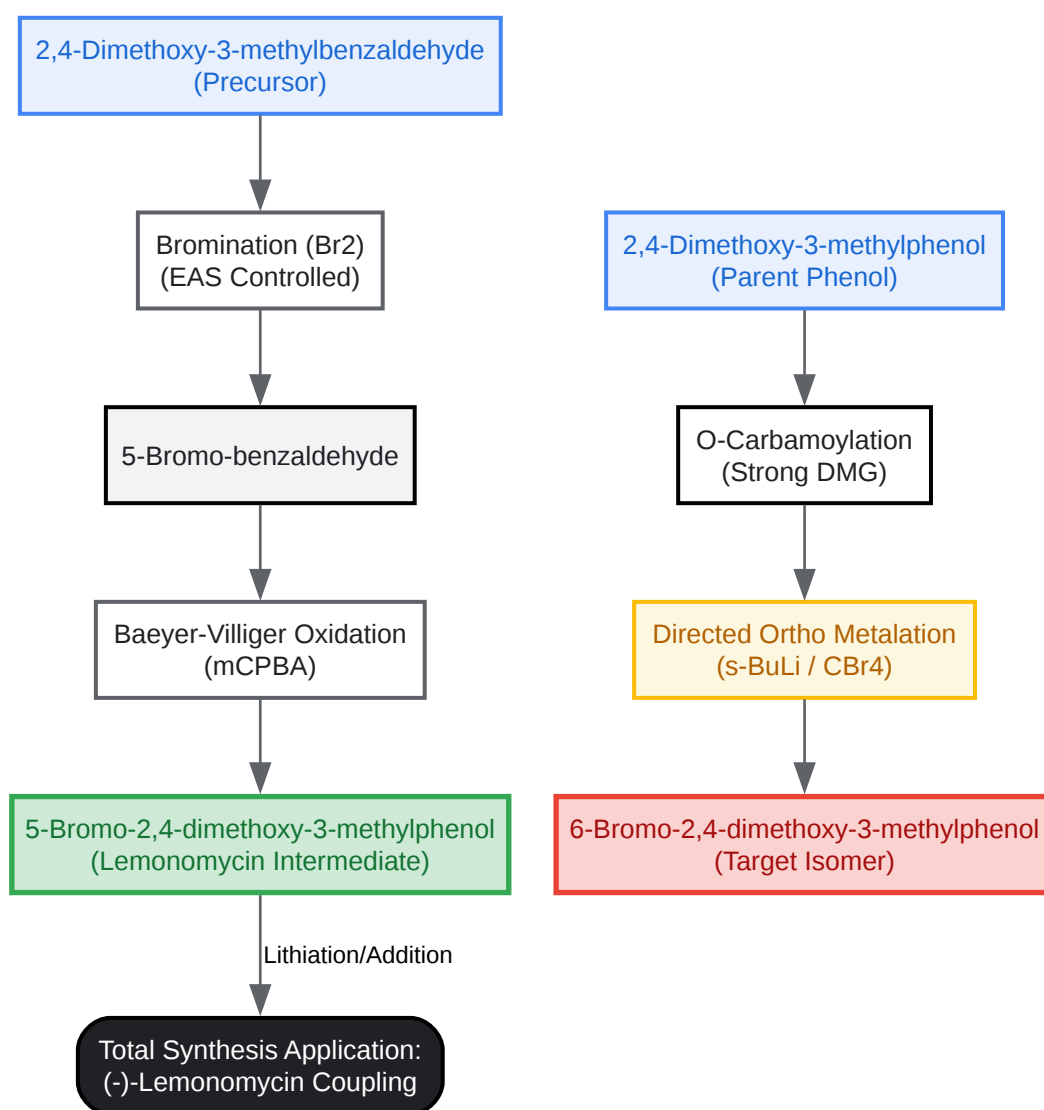 2,4-Dimethoxy-3-methylbenzaldehyde
(Precursor)
Bromination (Br2)
(EAS Controlled)
5-Bromo-benzaldehyde
Baeyer-Villiger Oxidation
(mCPBA)
5-Bromo-2,4-dimethoxy-3-methylphenol
(Lemonomycin Intermediate)
Lithiation/Addition
Total Synthesis Application:
(-)-Lemonomycin Coupling
2,4-Dimethoxy-3-methylphenol
(Parent Phenol)
O-Carbamoylation
(Strong DMG)
Directed Ortho Metalation
(s-BuLi / CBr4)
6-Bromo-2,4-dimethoxy-3-methylphenol
(Target Isomer)